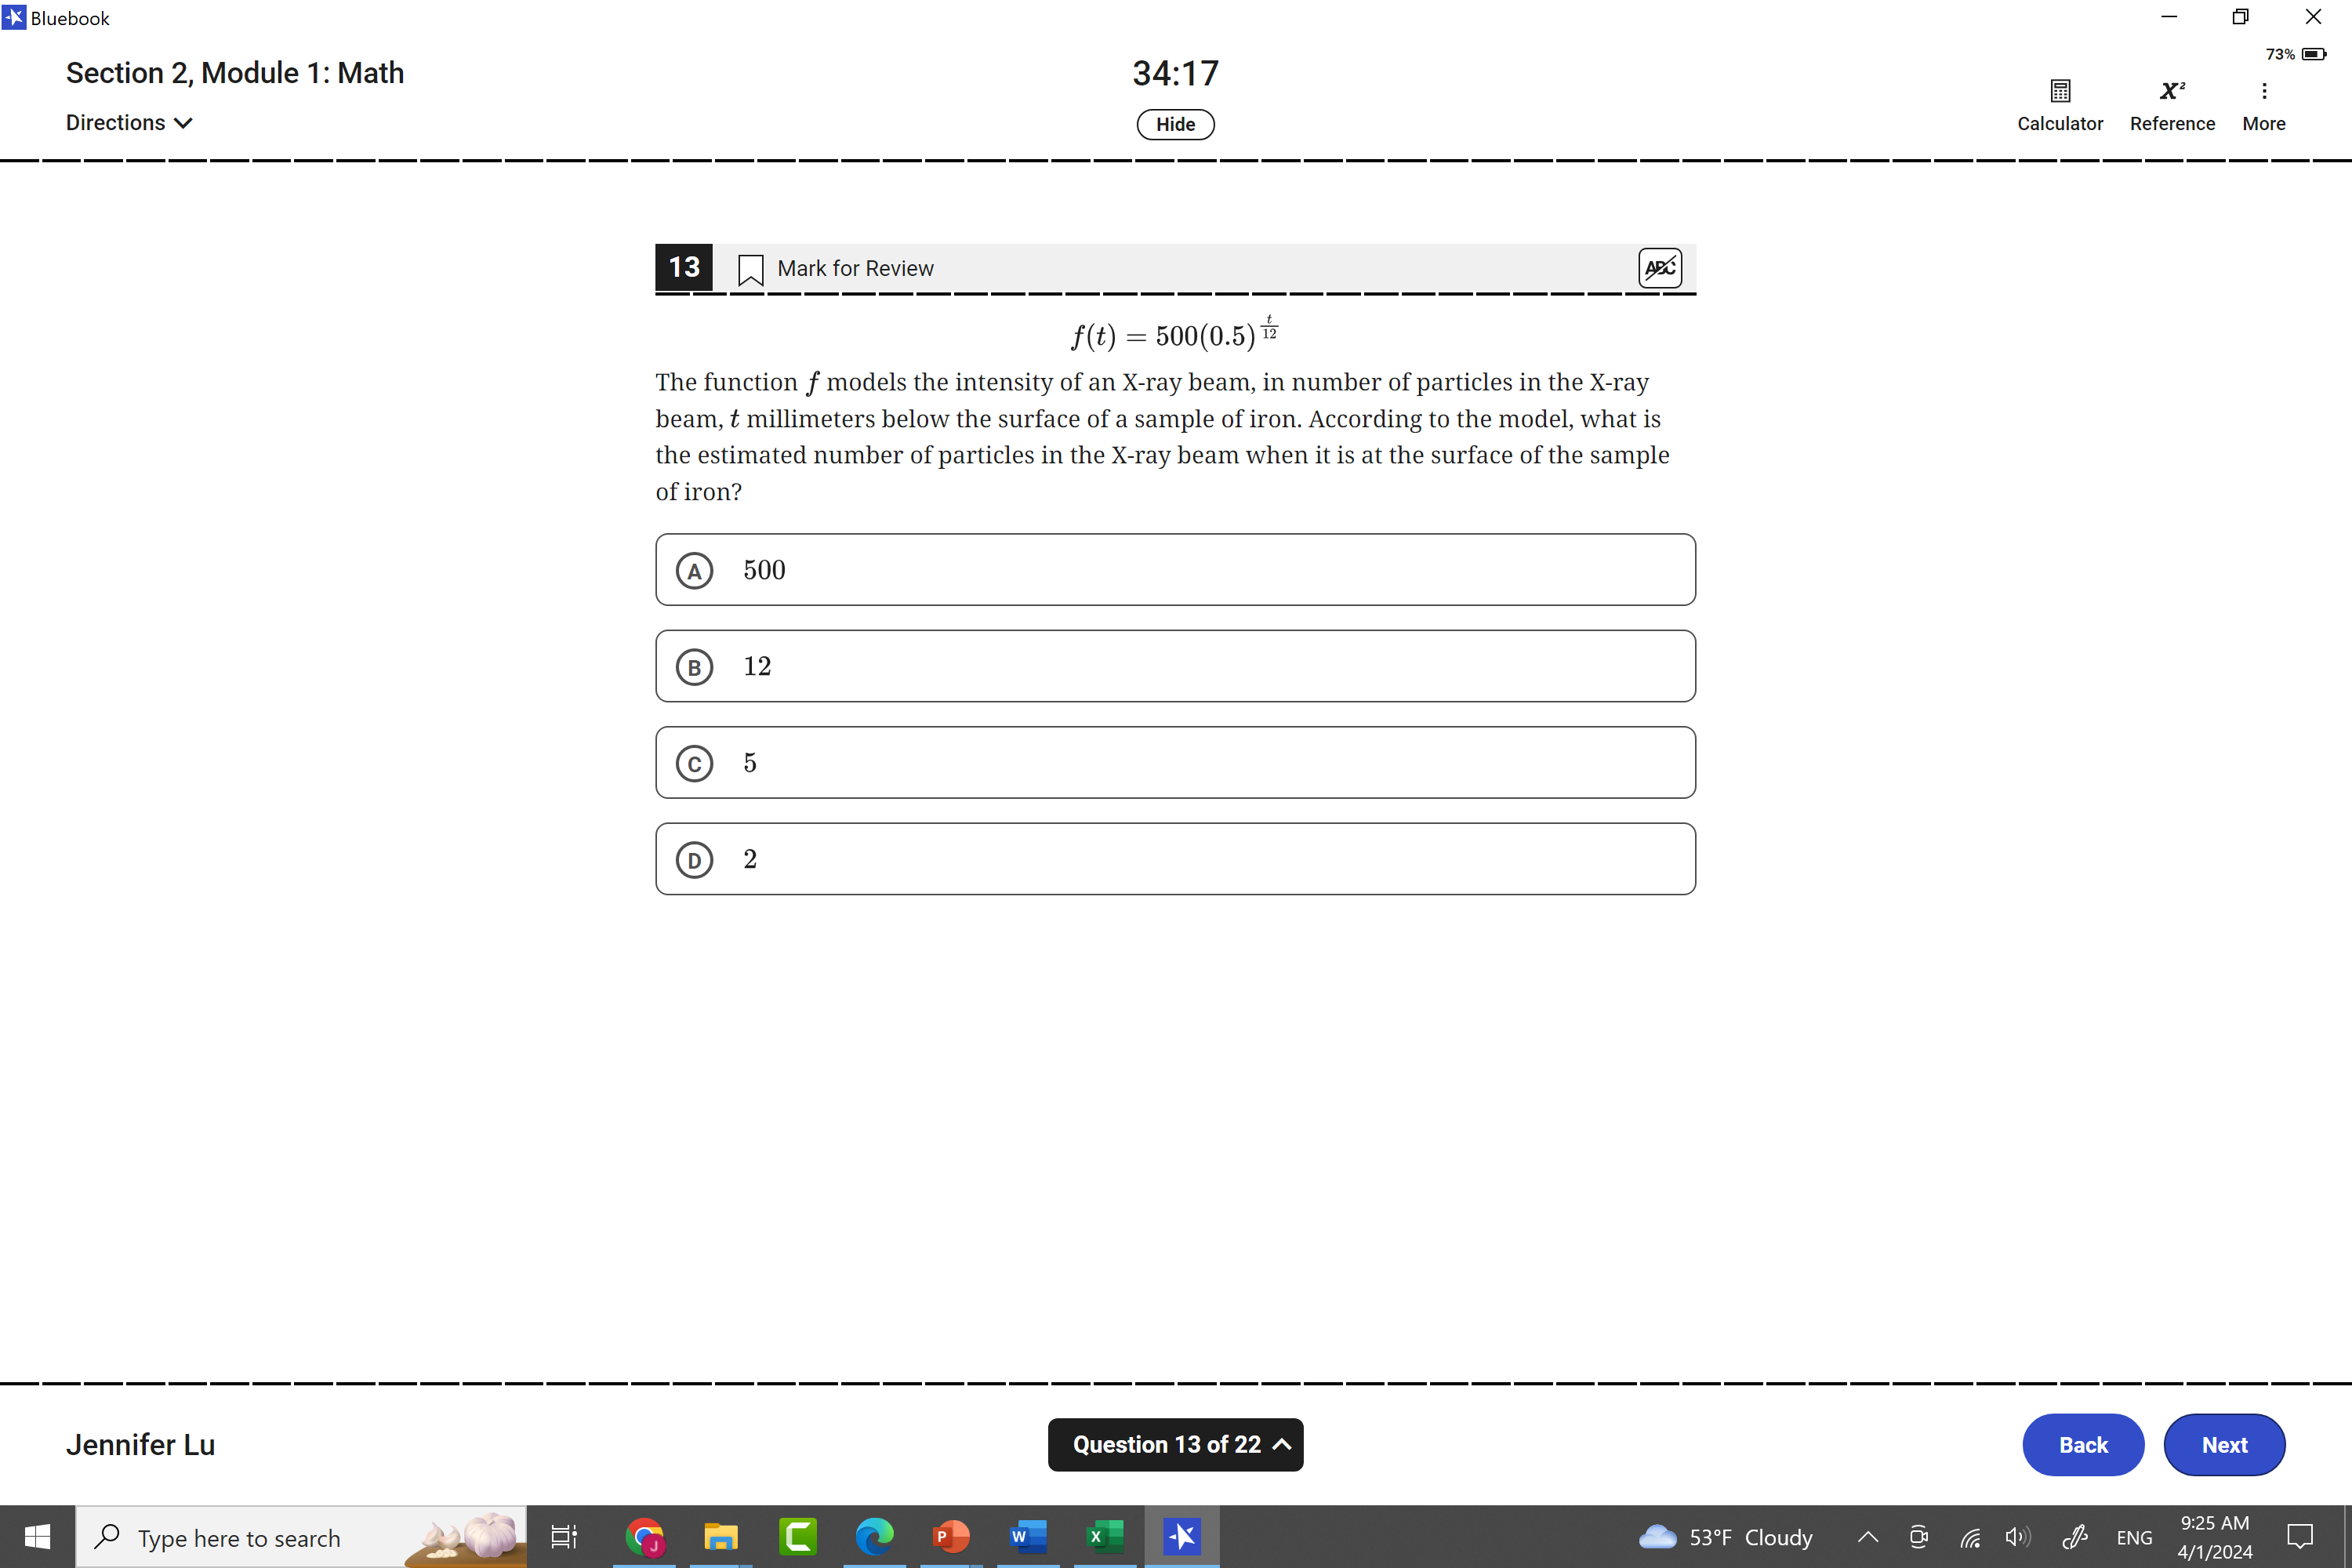 Bluebook
73%
Section 2, Module 1: Math
34:17
Directions
Hide
x²
Calculator Reference More
13 Mark for Review ABC
f(t) = 500(0.5)^(t/12)
The function f models the intensity of an X-ray beam, in number of particles in the X-ray
beam, t millimeters below the surface of a sample of iron. According to the model, what is
the estimated number of particles in the X-ray beam when it is at the surface of the sample
of iron?
A 500
B 12
C 5
D 2
Jennifer Lu
Question 13 of 22
Back Next
Type here to search
J
P
W
X
53°F Cloudy
ENG
9:25 AM
4/1/2024